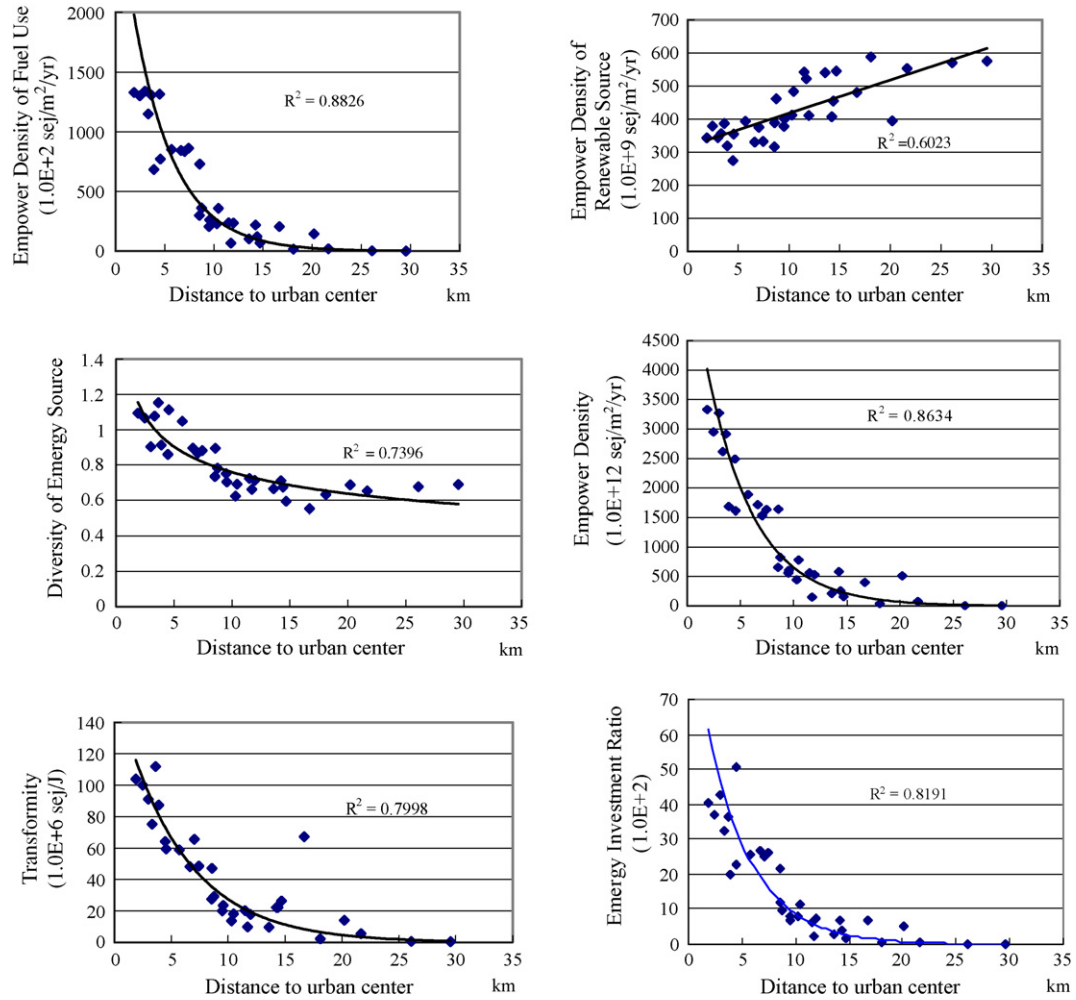 Empower Density of Fuel Use
(1.0E+2 sej/m²/yr)
2000
1500
1000
500
0
R² = 0.8826
0 5 10 15 20 25 30 35
Distance to urban center km
Empower Density of
Renewable Source
(1.0E+9 sej/m²/yr)
700
600
500
400
300
200
100
0
R² =0.6023
0 5 10 15 20 25 30 35
Distance to urban center km
Diversity of Emergy Source
1.4
1.2
1
0.8
0.6
0.4
0.2
0
R² = 0.7396
0 5 10 15 20 25 30 35
Distance to urban center km
Empower Density
(1.0E+12 sej/m²/yr)
4500
4000
3500
3000
2500
2000
1500
1000
500
0
R² = 0.8634
0 5 10 15 20 25 30 35
Distance to urban center km
Transformity
(1.0E+6 sej/J)
140
120
100
80
60
40
20
0
R² = 0.7998
0 5 10 15 20 25 30 35
Distance to urban center km
Emergy Investment Ratio
(1.0E+2)
70
60
50
40
30
20
10
0
R² = 0.8191
0 5 10 15 20 25 30 35
Distance to urban center km